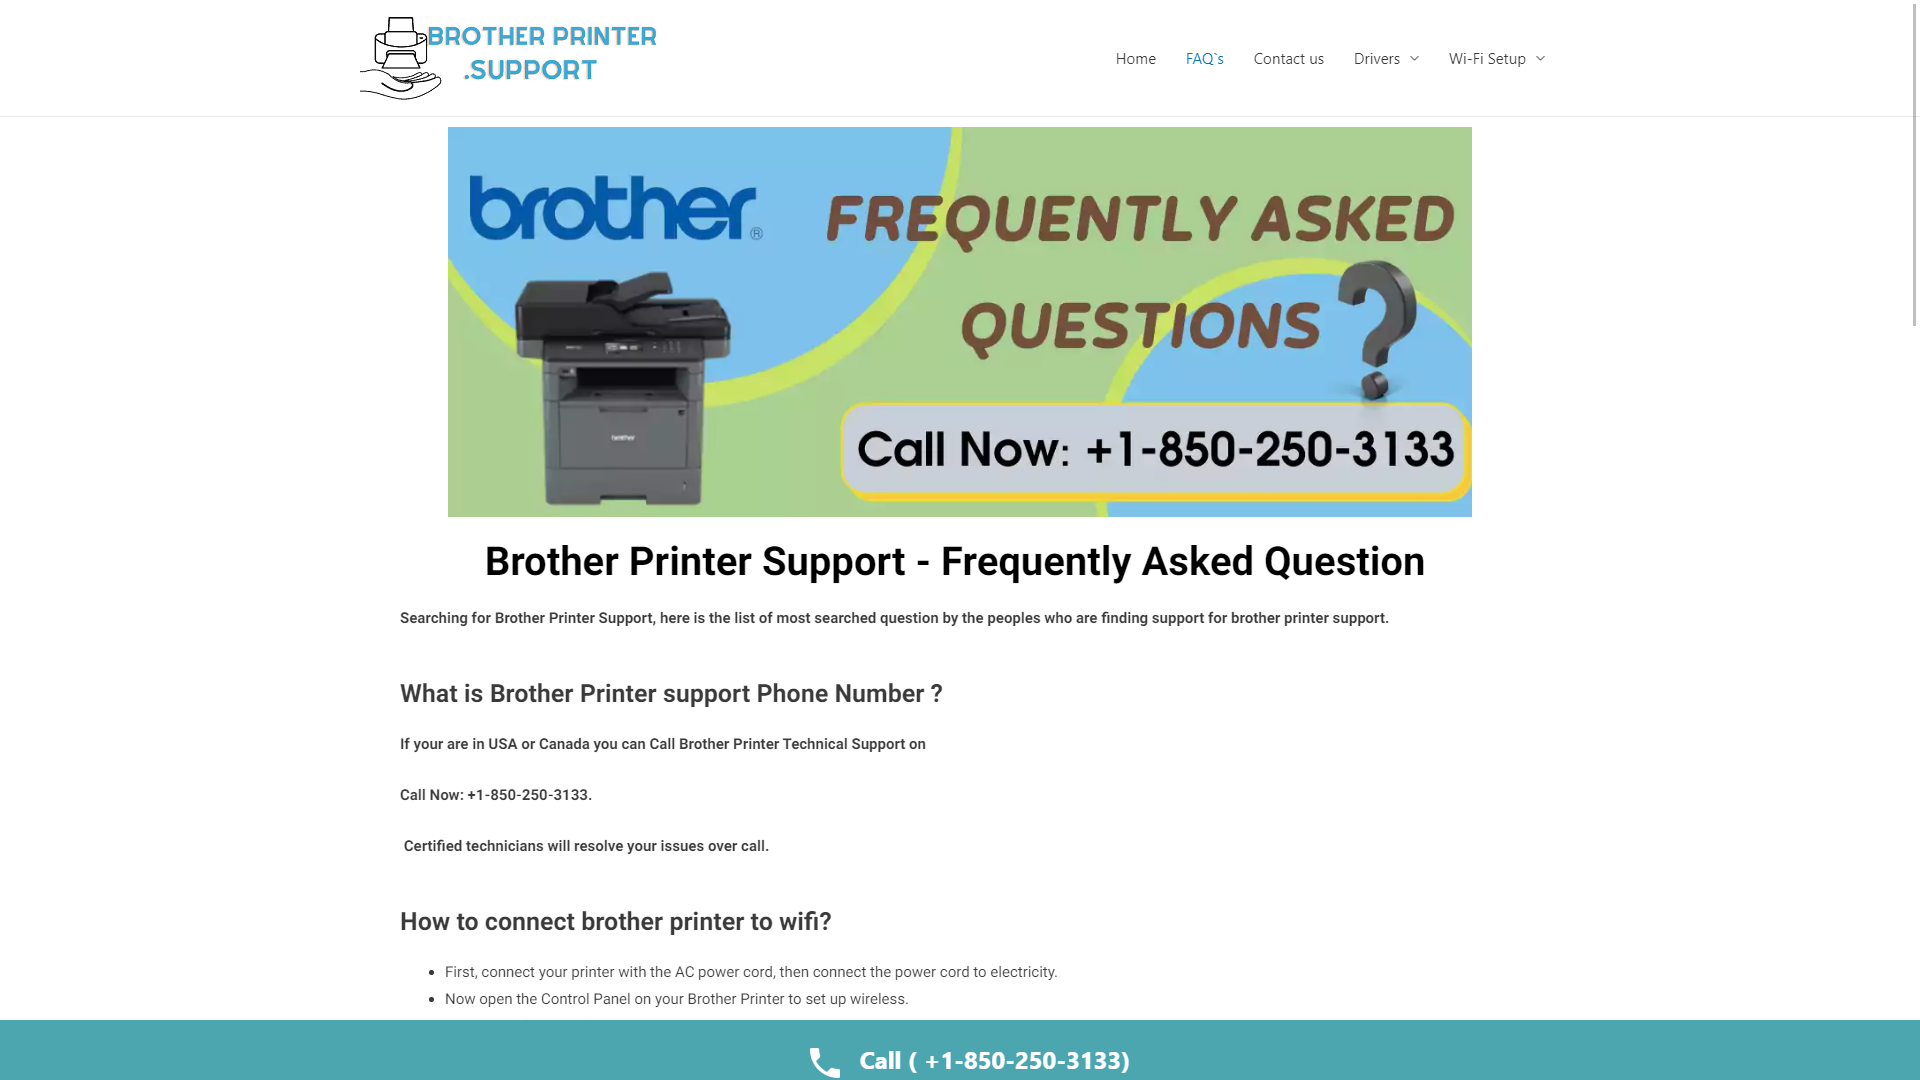 BROTHER PRINTER
.SUPPORT
Home
FAQ`s
Contact us
Drivers
Wi-Fi Setup
brother®
FREQUENTLY ASKED
QUESTIONS ?
brother
Call Now: +1-850-250-3133
Brother Printer Support - Frequently Asked Question
Searching for Brother Printer Support, here is the list of most searched question by the peoples who are finding support for brother printer support.
What is Brother Printer support Phone Number ?
If your are in USA or Canada you can Call Brother Printer Technical Support on
Call Now: +1-850-250-3133.
Certified technicians will resolve your issues over call.
How to connect brother printer to wifi?
• First, connect your printer with the AC power cord, then connect the power cord to electricity.
• Now open the Control Panel on your Brother Printer to set up wireless.
Call ( +1-850-250-3133)